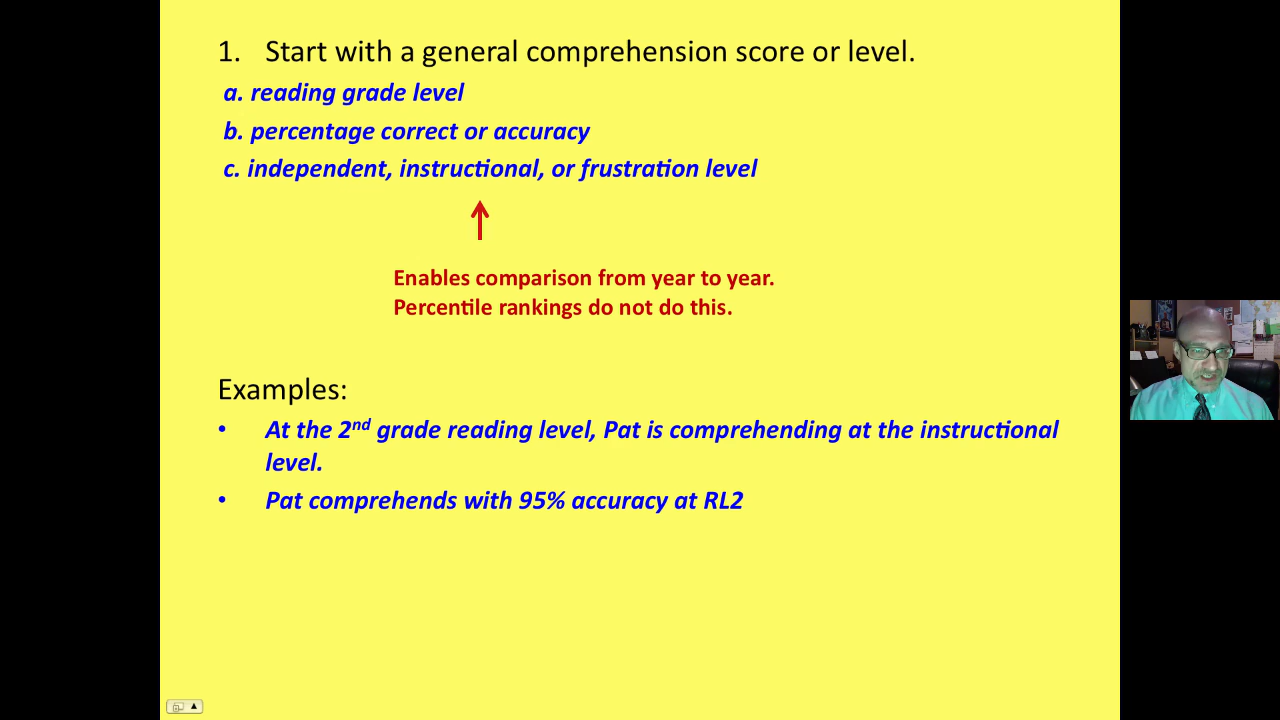 1. Start with a general comprehension score or level.
a. reading grade level
b. percentage correct or accuracy
c. independent, instructional, or frustration level
Enables comparison from year to year.
Percentile rankings do not do this.
Examples:
• At the 2nd grade reading level, Pat is comprehending at the instructional
level.
• Pat comprehends with 95% accuracy at RL2